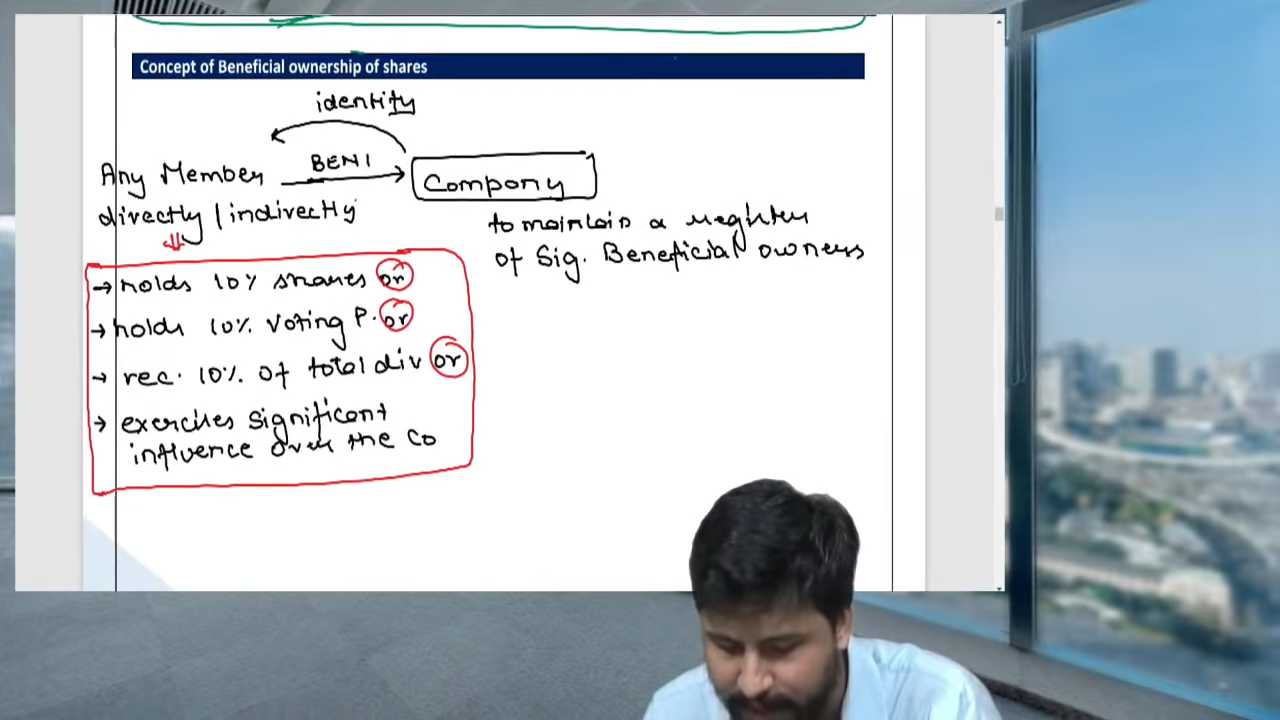 Concept of Beneficial ownership of shares
identity
Any Member
BEN 1
Company
directly / indirectly
to maintain a register
of Sig. Beneficial owners
→ holds 10% shares or
→ holds 10% voting P. or
→ rec. 10% of total div or
→ exercises significant
influence over the Co